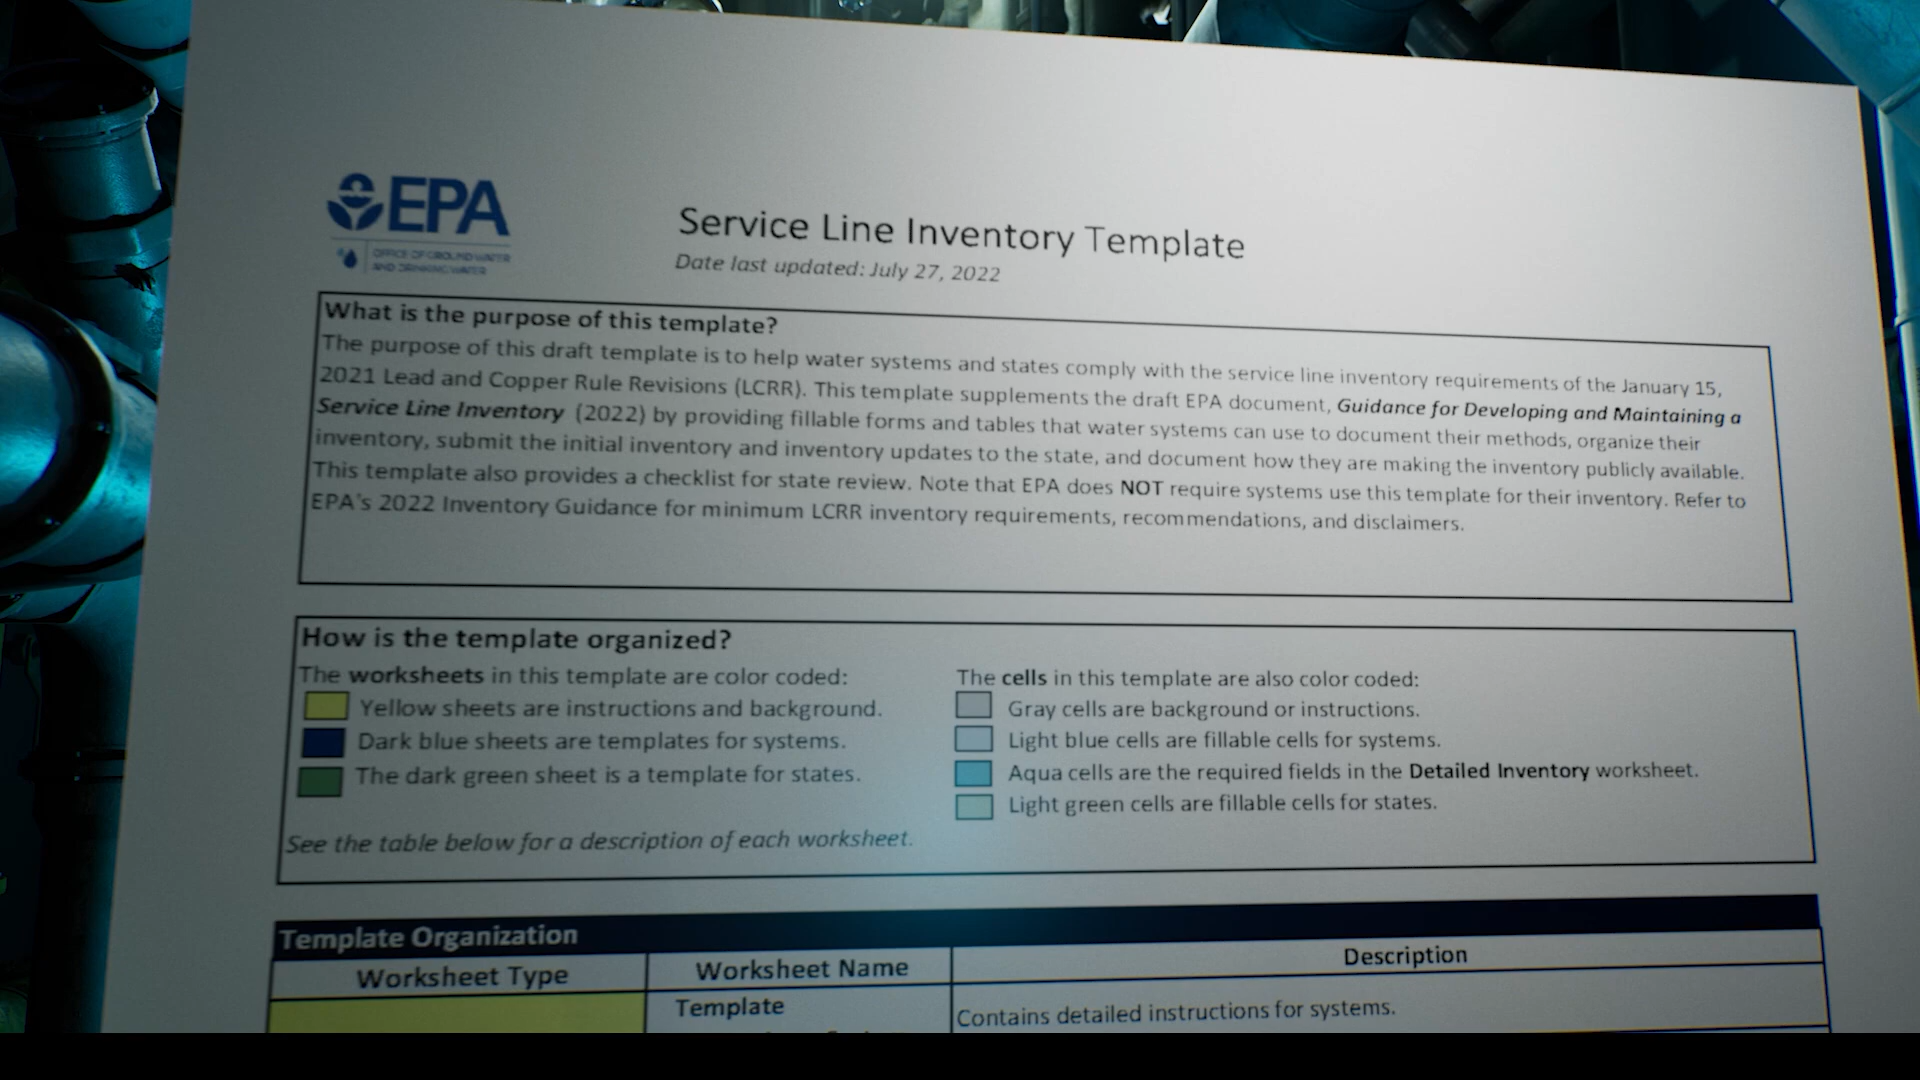 EPA
OFFICE OF GROUND WATER
AND DRINKING WATER
Service Line Inventory Template
Date last updated: July 27, 2022
What is the purpose of this template?
The purpose of this draft template is to help water systems and states comply with the service line inventory requirements of the January 15,
2021 Lead and Copper Rule Revisions (LCRR). This template supplements the draft EPA document, Guidance for Developing and Maintaining a
Service Line Inventory (2022) by providing fillable forms and tables that water systems can use to document their methods, organize their
inventory, submit the initial inventory and inventory updates to the state, and document how they are making the inventory publicly available.
This template also provides a checklist for state review. Note that EPA does NOT require systems use this template for their inventory. Refer to
EPA's 2022 Inventory Guidance for minimum LCRR inventory requirements, recommendations, and disclaimers.
How is the template organized?
The worksheets in this template are color coded:
Yellow sheets are instructions and background.
Dark blue sheets are templates for systems.
The dark green sheet is a template for states.
See the table below for a description of each worksheet.
The cells in this template are also color coded:
Gray cells are background or instructions.
Light blue cells are fillable cells for systems.
Aqua cells are the required fields in the Detailed Inventory worksheet.
Light green cells are fillable cells for states.
Template Organization
Worksheet Type
Worksheet Name
Description
Template
Contains detailed instructions for systems.